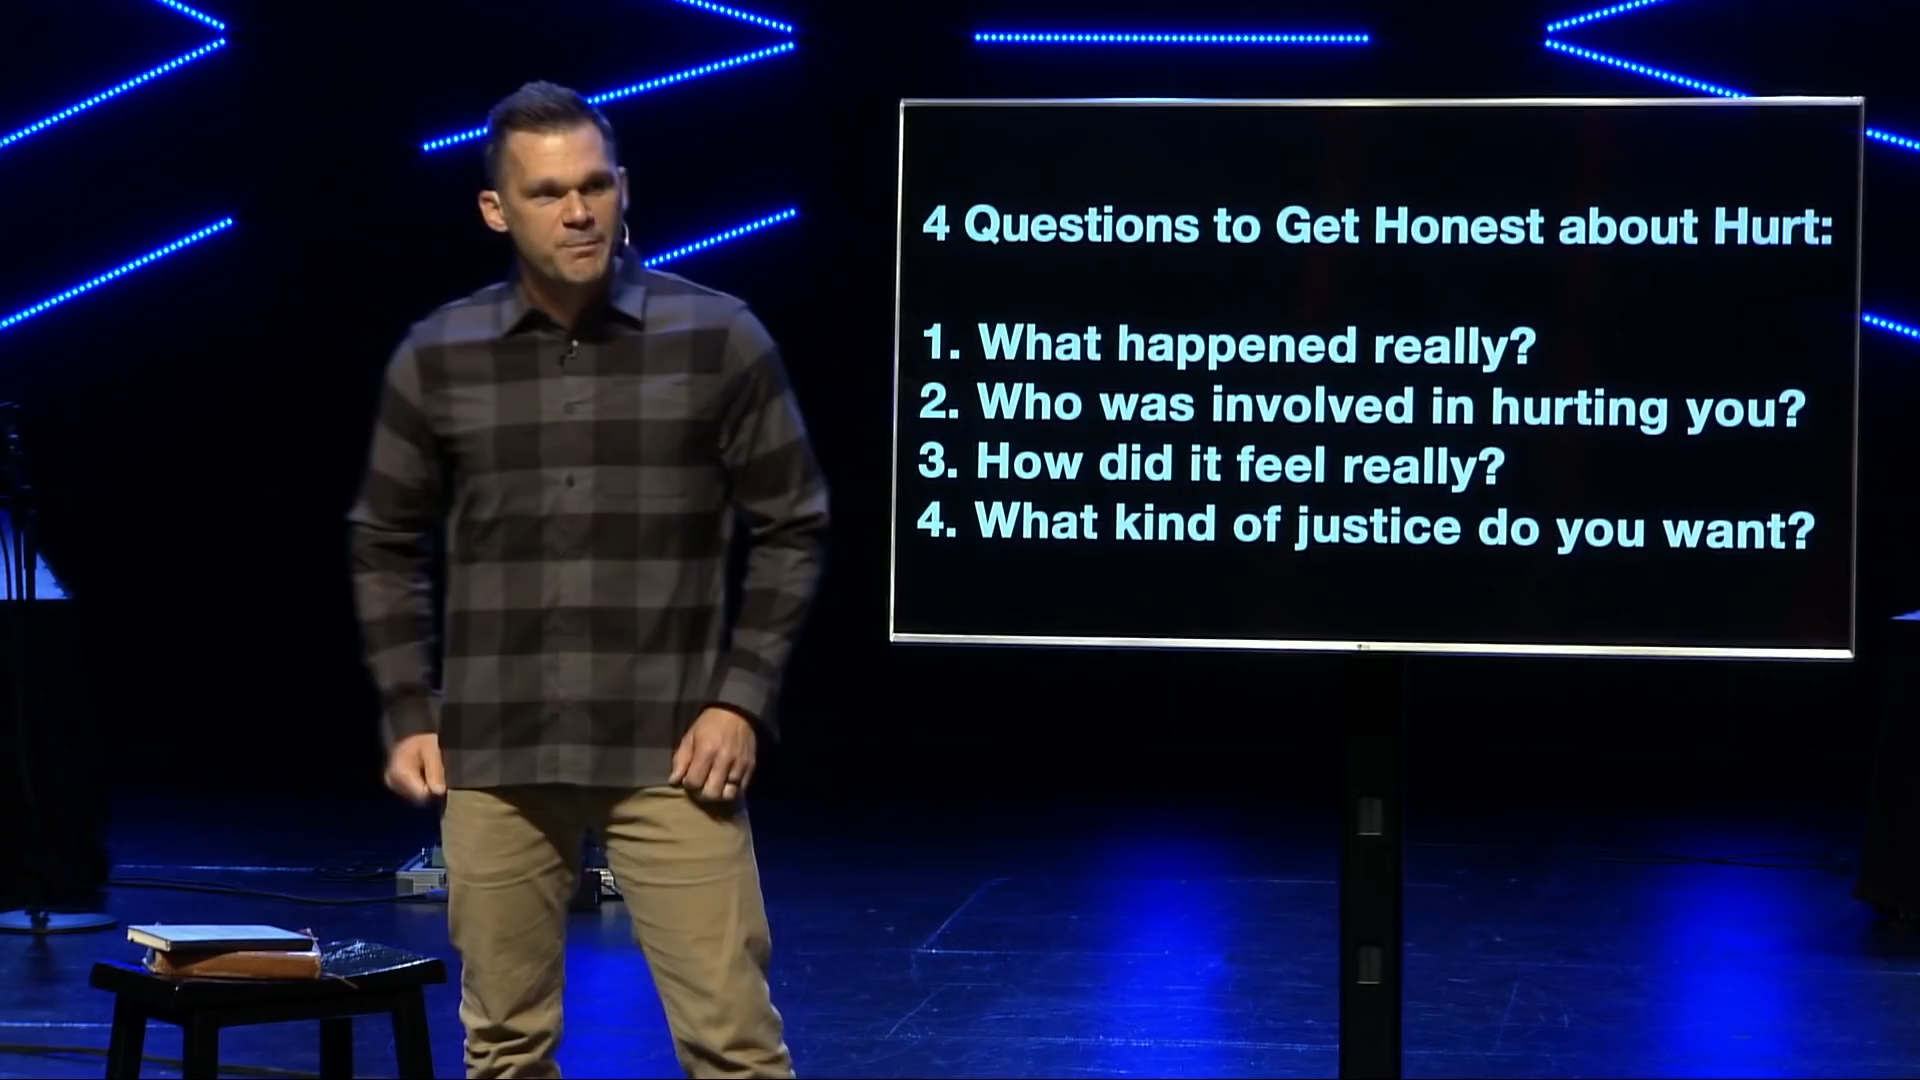 4 Questions to Get Honest about Hurt:
1. What happened really?
2. Who was involved in hurting you?
3. How did it feel really?
4. What kind of justice do you want?